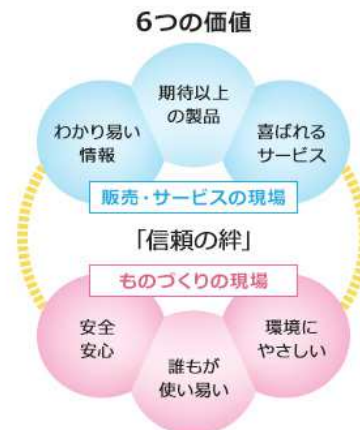 6つの価値
期待以上
の製品
わかり易い
情報
喜ばれる
サービス
販売・サービスの現場
「信頼の絆」
ものづくりの現場
安全
安心
誰もが
使い易い
環境に
やさしい